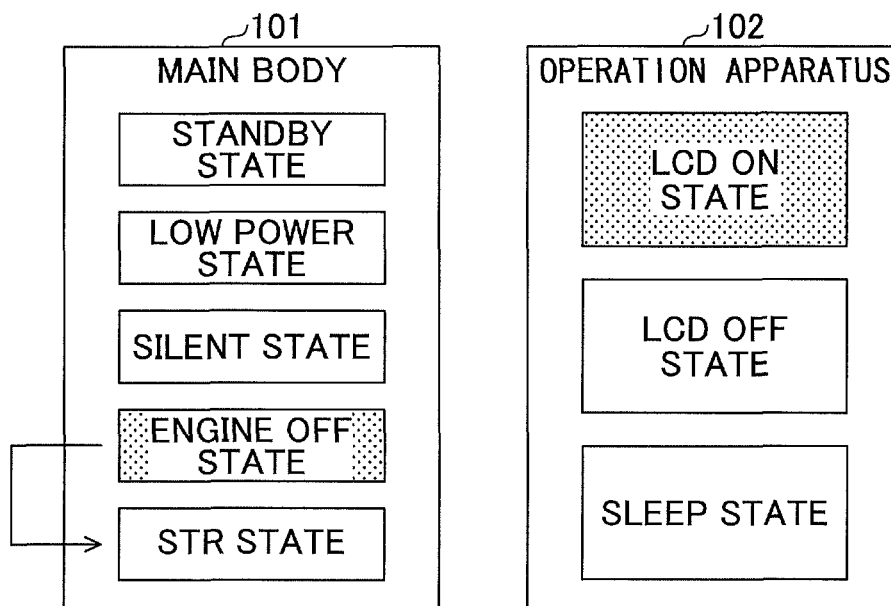 101
MAIN BODY
STANDBY
STATE
LOW POWER
STATE
SILENT STATE
ENGINE OFF
STATE
STR STATE
102
OPERATION APPARATUS
LCD ON
STATE
LCD OFF
STATE
SLEEP STATE